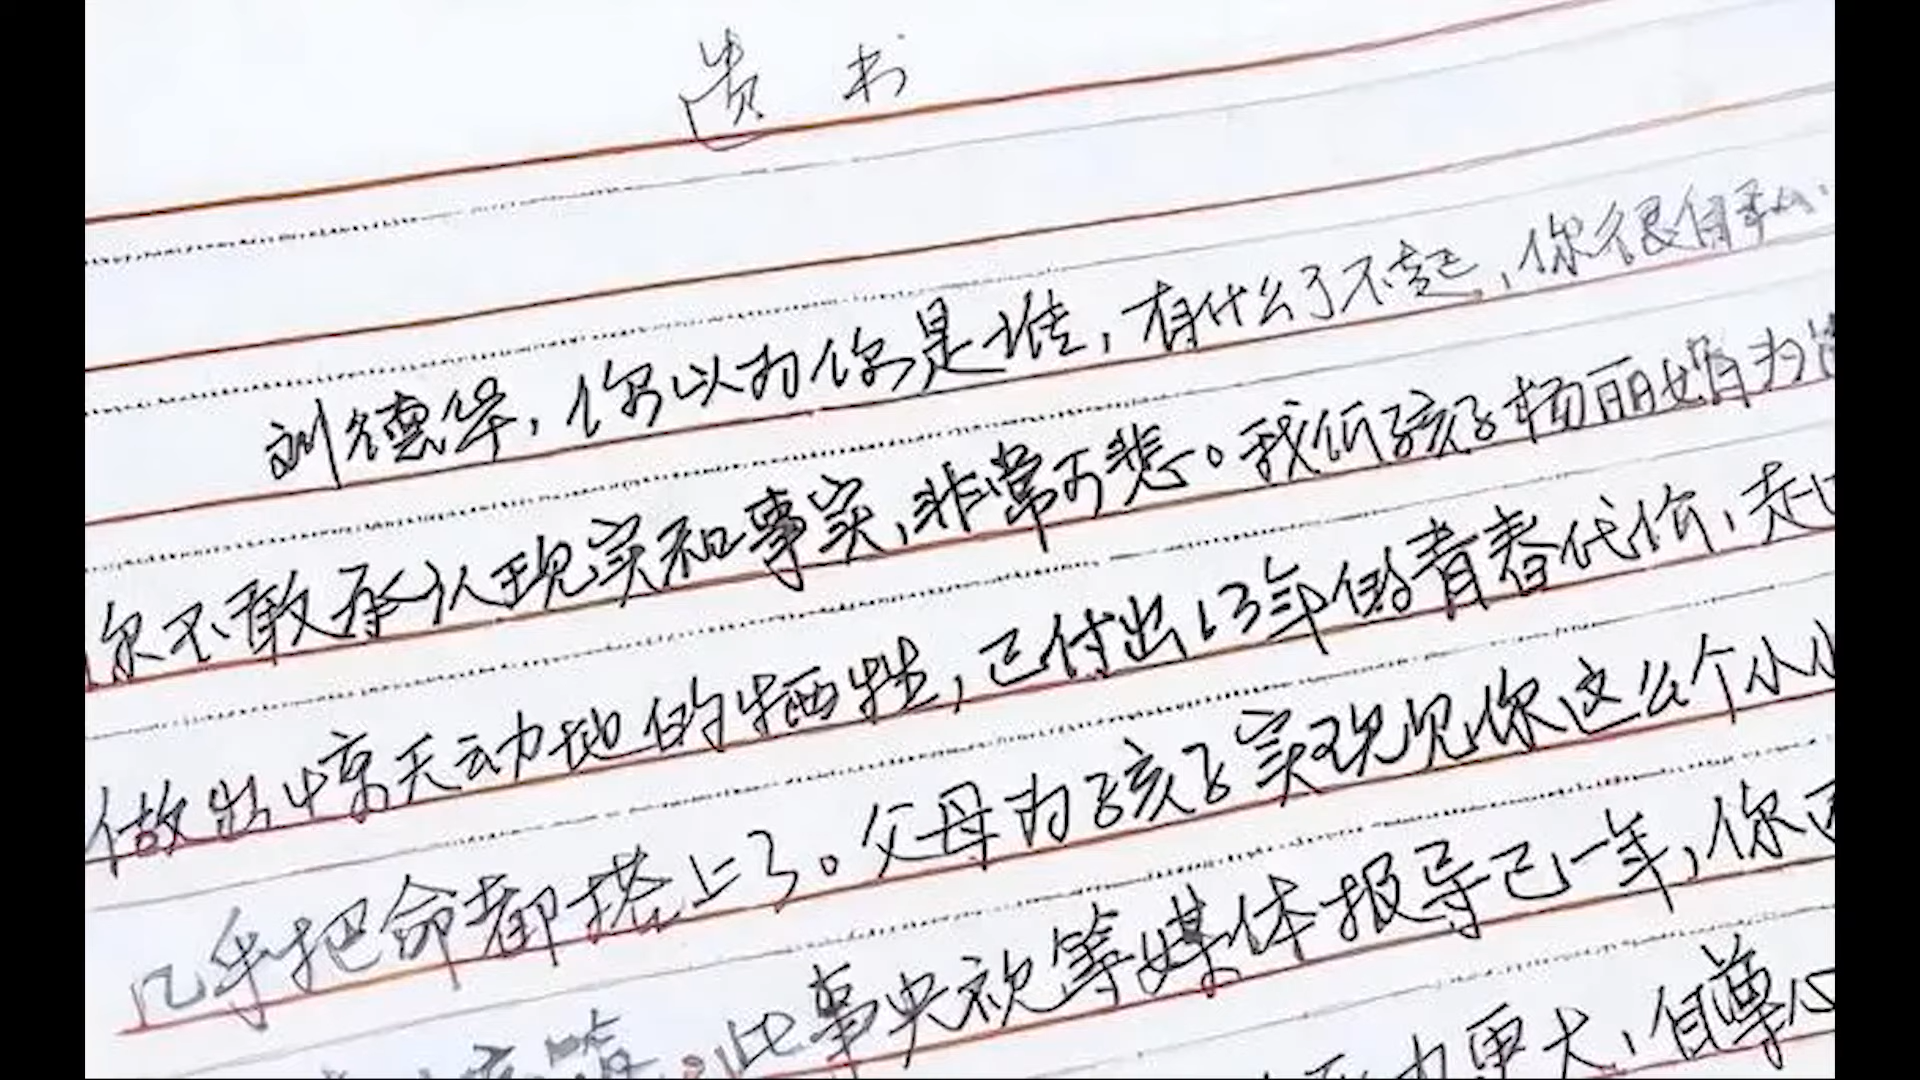 遗书
刘德华，你以为你是谁，有什么了不起，你很自私
你不敢承认现实和事实，非常可悲。我们孩子杨丽娟为
做出惊天动地的牺牲，已付出13年的青春代价，走
几乎把命都搭上了。父母为孩子实现见你这么个小小
此事央视等媒体报导已一年，你
更大，自尊心